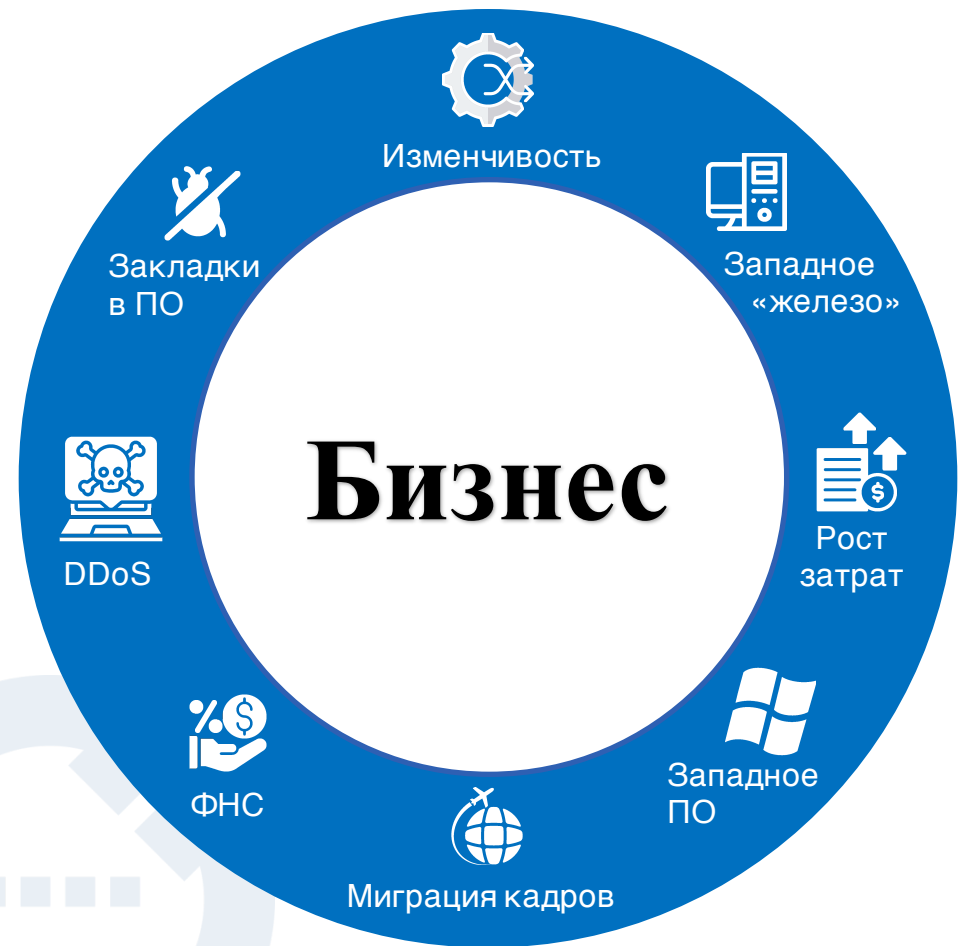 Изменчивость
Западное
«железо»
Рост
затрат
Западное
ПО
Миграция кадров
ФНС
DDoS
Закладки
в ПО
Бизнес